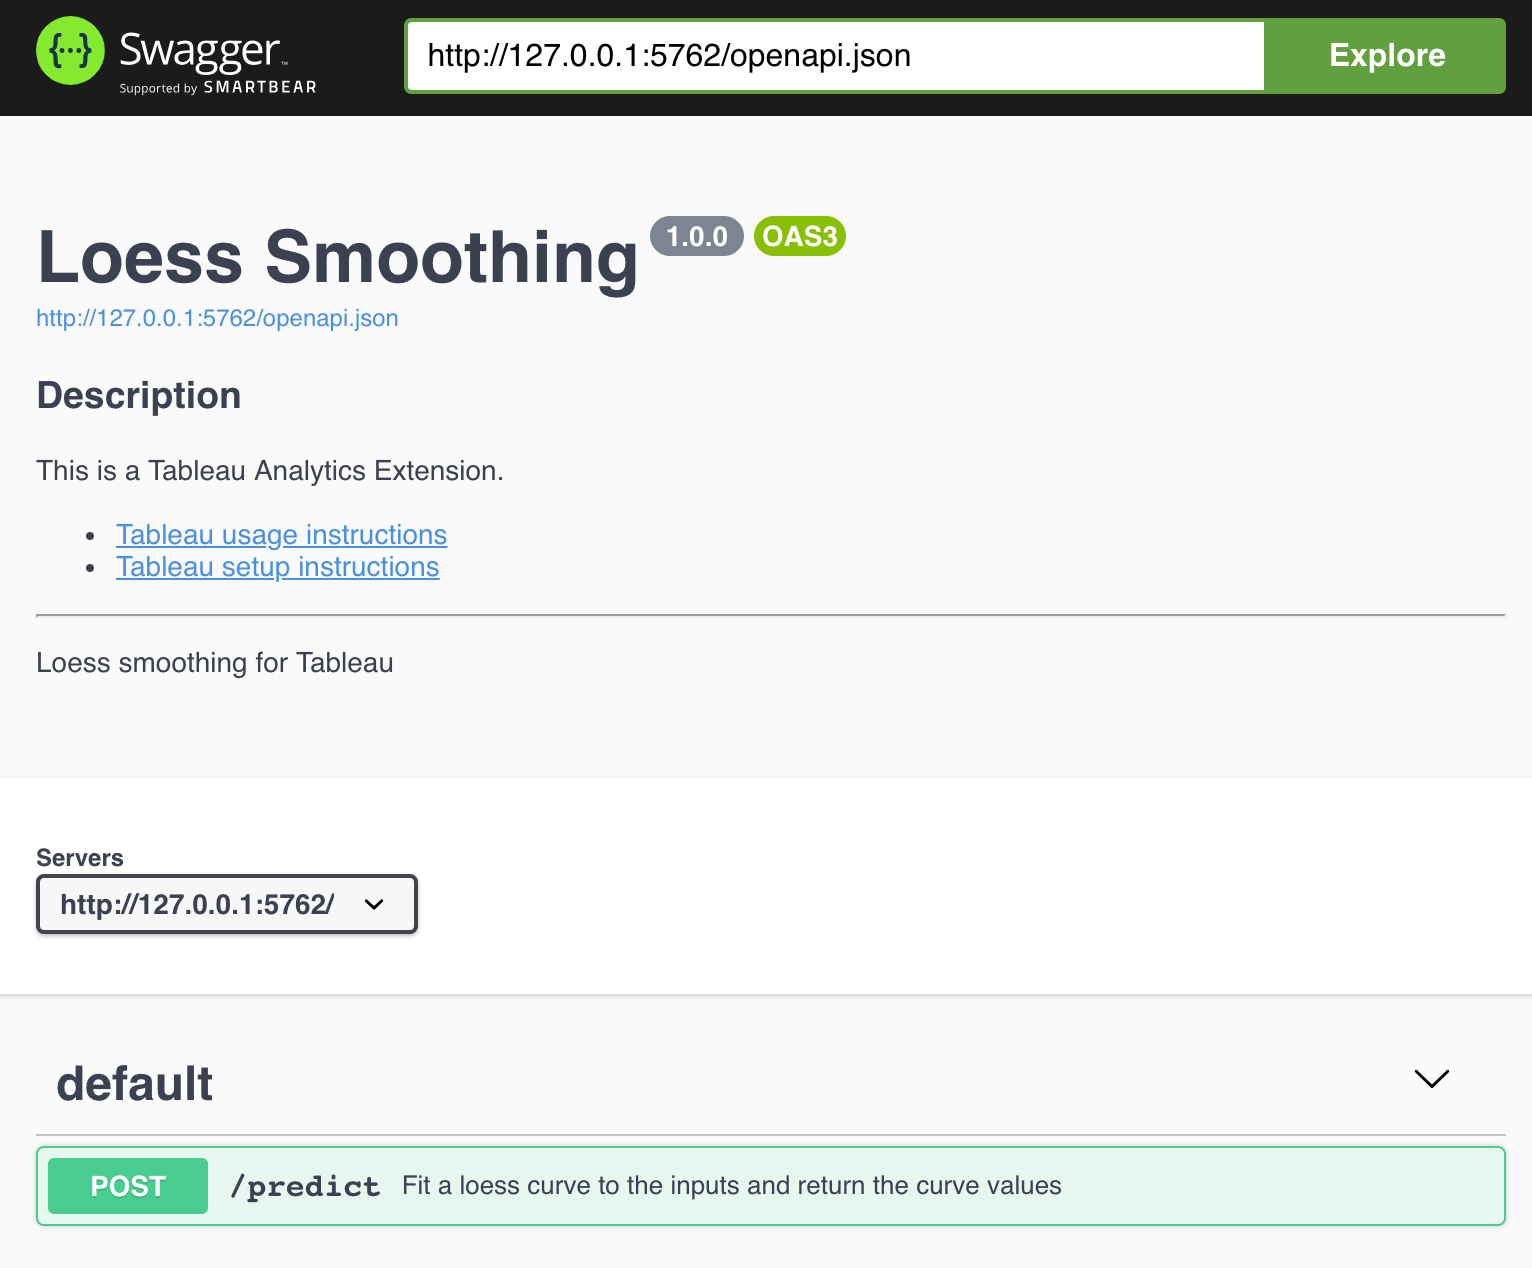 {···} Swagger™
Supported by SMARTBEAR
http://127.0.0.1:5762/openapi.json
Explore
Loess Smoothing 1.0.0 OAS3
http://127.0.0.1:5762/openapi.json
Description
This is a Tableau Analytics Extension.
• Tableau usage instructions
• Tableau setup instructions
Loess smoothing for Tableau
Servers
http://127.0.0.1:5762/
default
POST /predict Fit a loess curve to the inputs and return the curve values